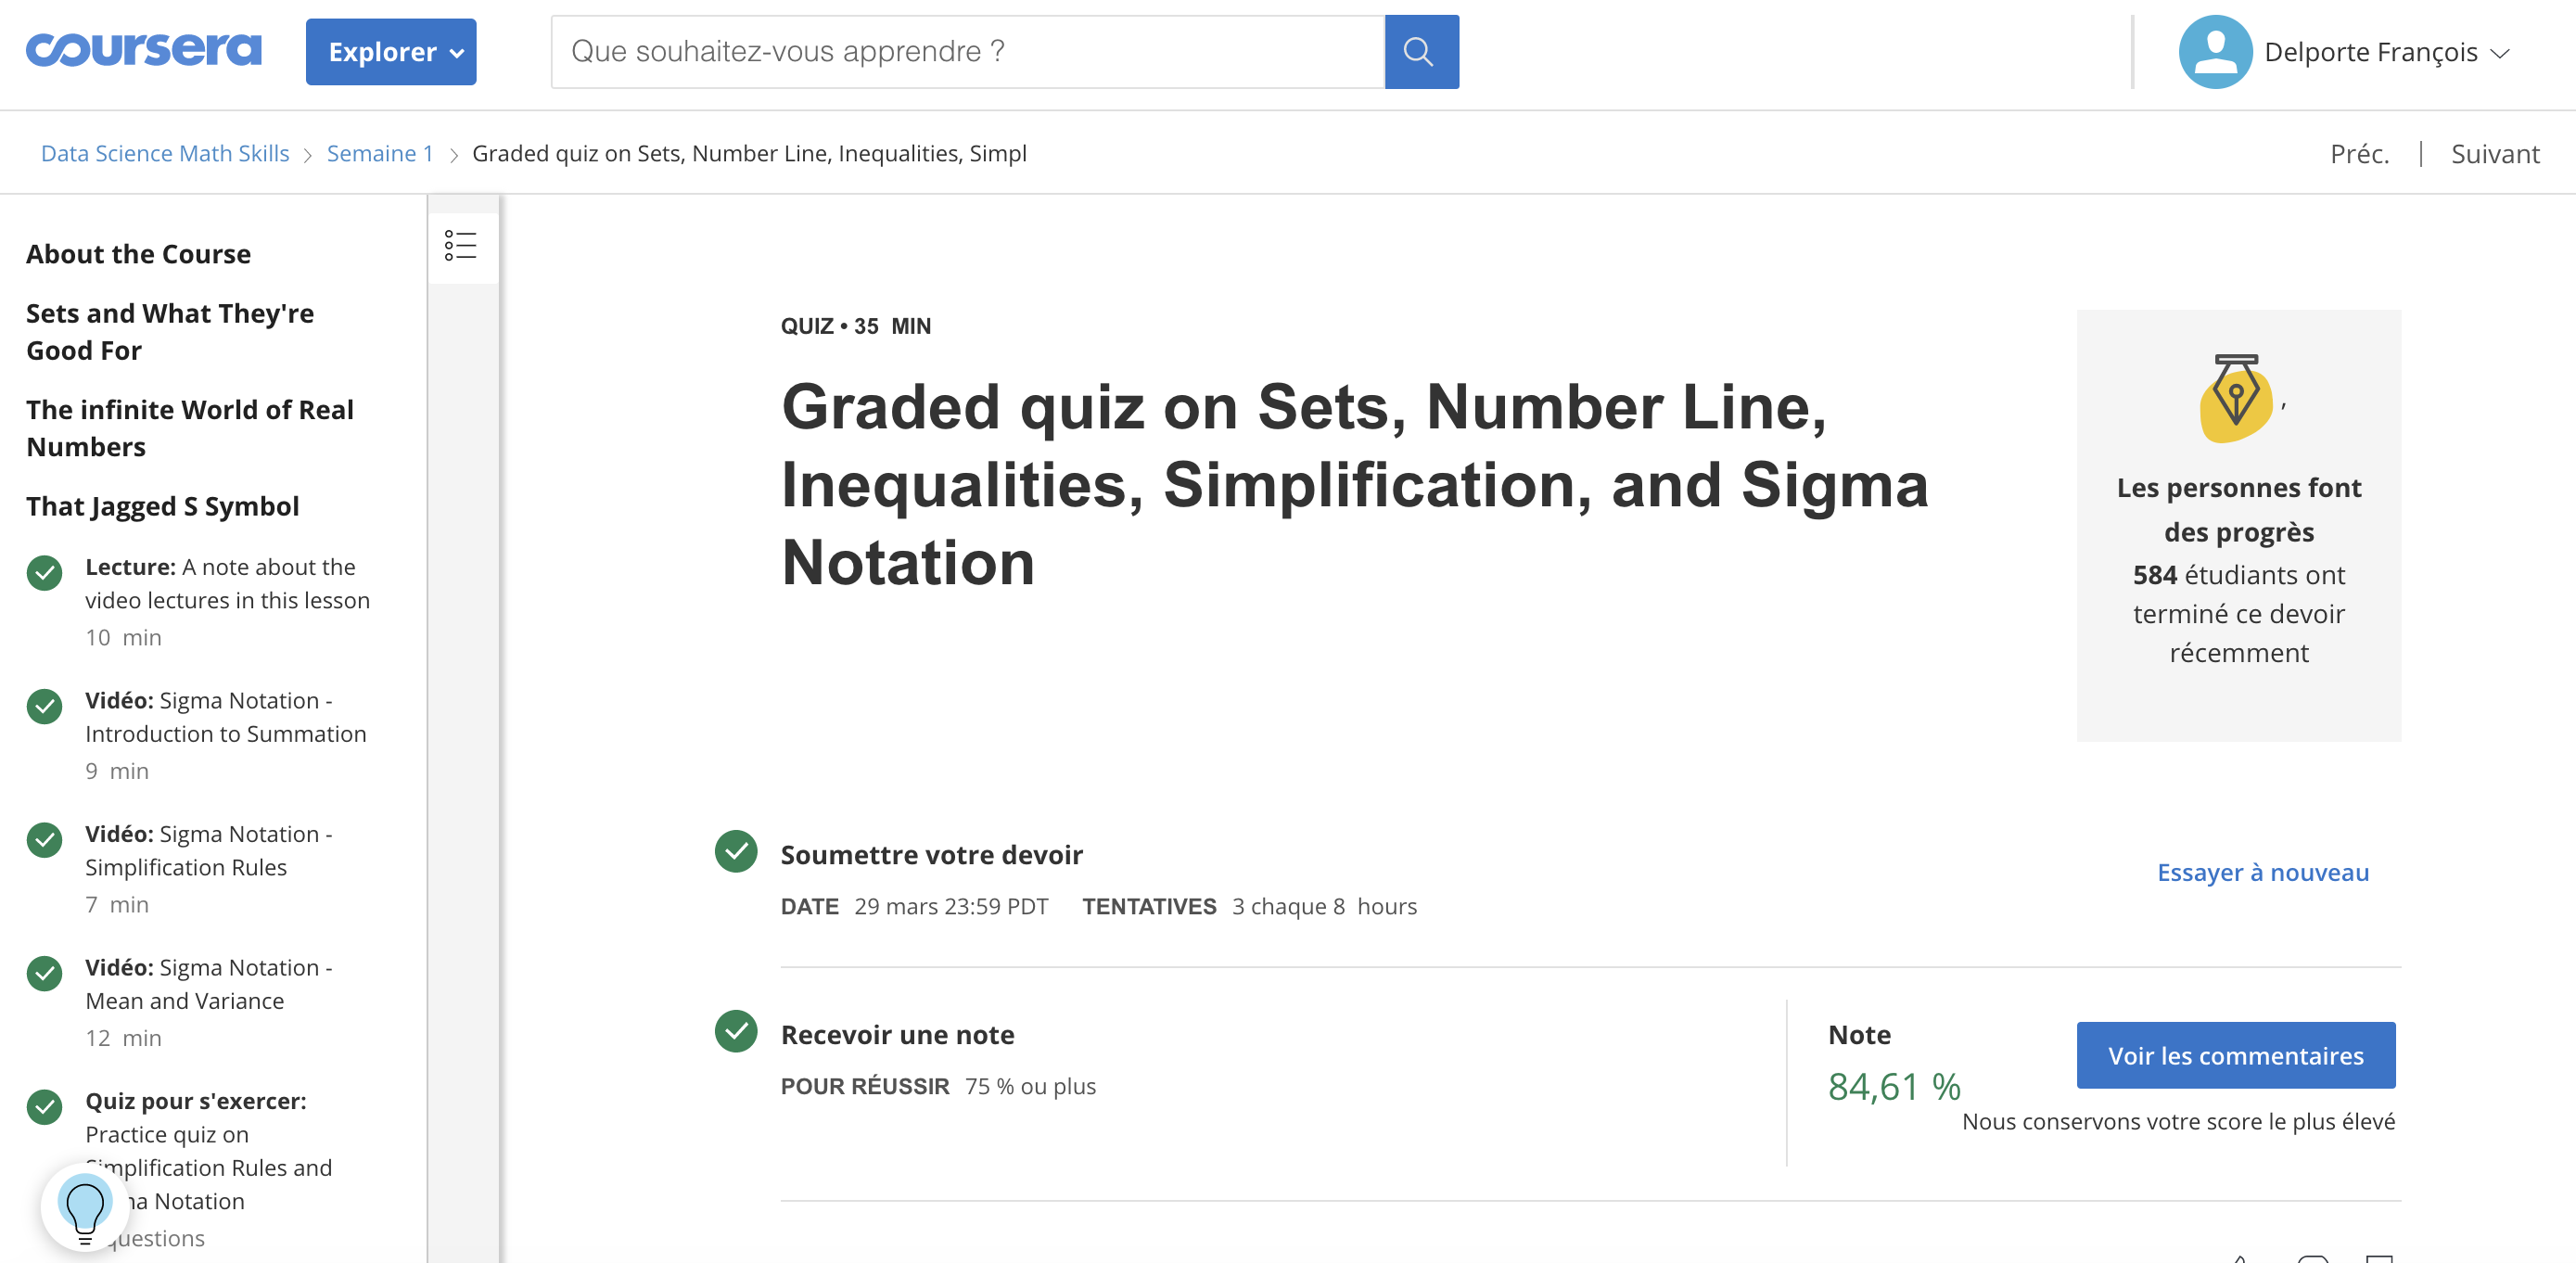 coursera
Explorer
Que souhaitez-vous apprendre ?
Delporte François
Data Science Math Skills > Semaine 1 > Graded quiz on Sets, Number Line, Inequalities, Simpl
Préc. | Suivant
About the Course
Sets and What They're
Good For
The infinite World of Real
Numbers
That Jagged S Symbol
Lecture: A note about the
video lectures in this lesson
10 min
Vidéo: Sigma Notation -
Introduction to Summation
9 min
Vidéo: Sigma Notation -
Simplification Rules
7 min
Vidéo: Sigma Notation -
Mean and Variance
12 min
Quiz pour s'exercer:
Practice quiz on
Simplification Rules and
ma Notation
questions
QUIZ • 35 MIN
Graded quiz on Sets, Number Line,
Inequalities, Simplification, and Sigma
Notation
,
Les personnes font
des progrès
584 étudiants ont
terminé ce devoir
récemment
Soumettre votre devoir
DATE 29 mars 23:59 PDT TENTATIVES 3 chaque 8 hours
Essayer à nouveau
Recevoir une note
POUR RÉUSSIR 75 % ou plus
Note
84,61 %
Voir les commentaires
Nous conservons votre score le plus élevé